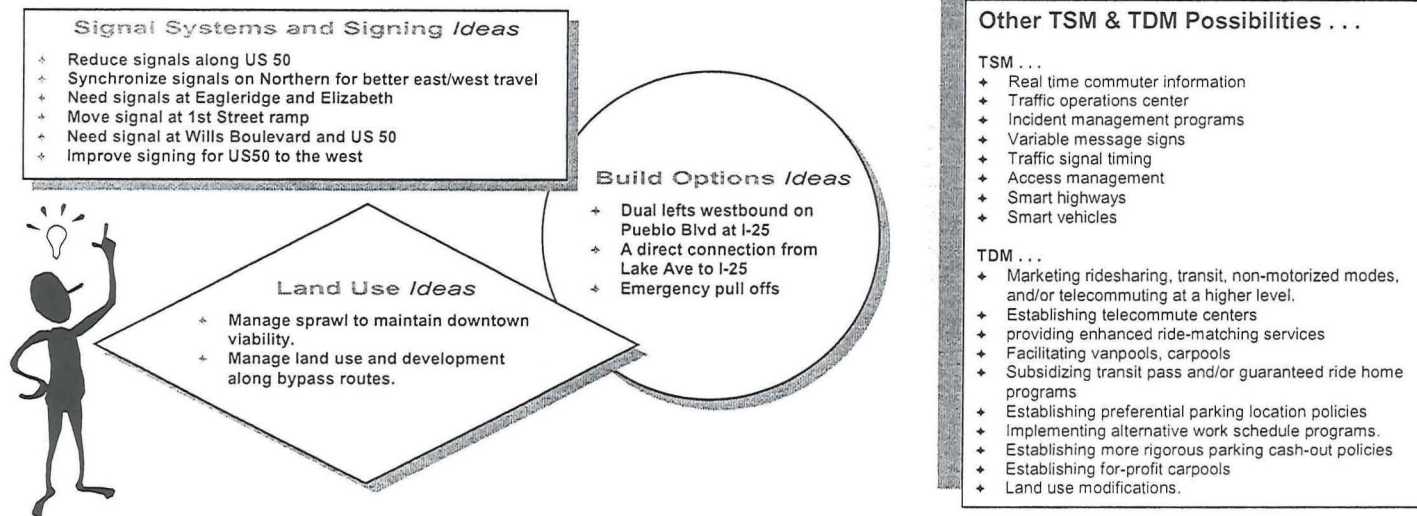 Signal Systems and Signing Ideas
Reduce signals along US 50
Synchronize signals on Northern for better east/west travel
Need signals at Eagleridge and Elizabeth
Move signal at 1st Street ramp
Need signal at Wills Boulevard and US 50
Improve signing for US50 to the west
Build Options Ideas
Dual lefts westbound on
Pueblo Blvd at I-25
A direct connection from
Lake Ave to I-25
Emergency pull offs
Land Use Ideas
Manage sprawl to maintain downtown
viability.
Manage land use and development
along bypass routes.
Other TSM & TDM Possibilities . . .
TSM . . .
Real time commuter information
Traffic operations center
Incident management programs
Variable message signs
Traffic signal timing
Access management
Smart highways
Smart vehicles
TDM . . .
Marketing ridesharing, transit, non-motorized modes,
and/or telecommuting at a higher level.
Establishing telecommute centers
providing enhanced ride-matching services
Facilitating vanpools, carpools
Subsidizing transit pass and/or guaranteed ride home
programs
Establishing preferential parking location policies
Implementing alternative work schedule programs.
Establishing more rigorous parking cash-out policies
Establishing for-profit carpools
Land use modifications.